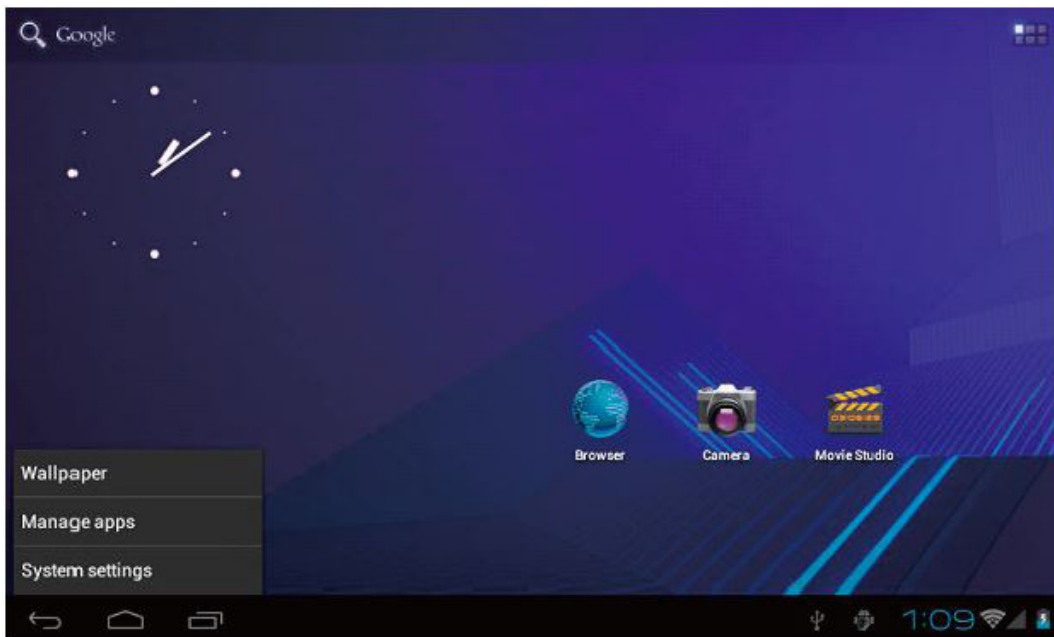 Google
Browser
Camera
Movie Studio
Wallpaper
Manage apps
System settings
1:09